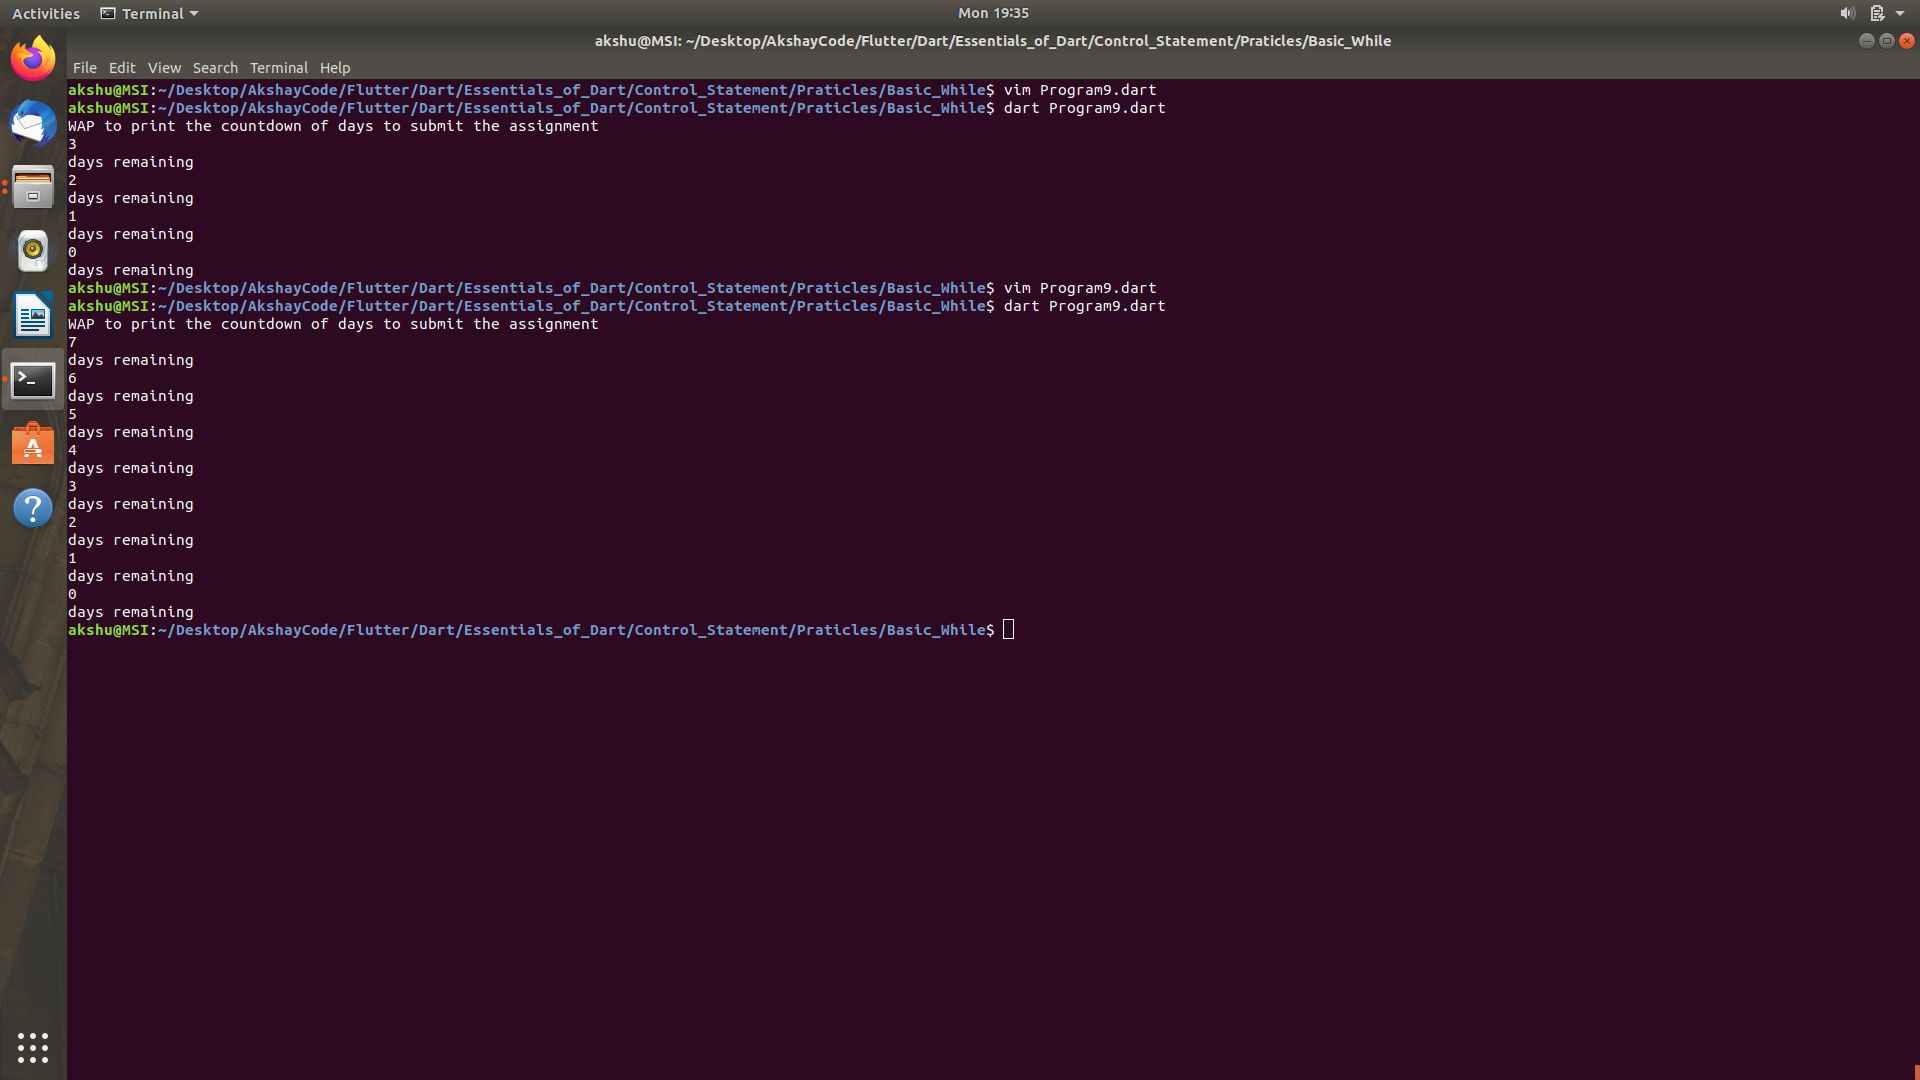 Activities Terminal Mon 19:35
akshu@MSI: ~/Desktop/AkshayCode/Flutter/Dart/Essentials_of_Dart/Control_Statement/Praticles/Basic_While
File Edit View Search Terminal Help
akshu@MSI:~/Desktop/AkshayCode/Flutter/Dart/Essentials_of_Dart/Control_Statement/Praticles/Basic_While$ vim Program9.dart
akshu@MSI:~/Desktop/AkshayCode/Flutter/Dart/Essentials_of_Dart/Control_Statement/Praticles/Basic_While$ dart Program9.dart
WAP to print the countdown of days to submit the assignment
3
days remaining
2
days remaining
1
days remaining
0
days remaining
akshu@MSI:~/Desktop/AkshayCode/Flutter/Dart/Essentials_of_Dart/Control_Statement/Praticles/Basic_While$ vim Program9.dart
akshu@MSI:~/Desktop/AkshayCode/Flutter/Dart/Essentials_of_Dart/Control_Statement/Praticles/Basic_While$ dart Program9.dart
WAP to print the countdown of days to submit the assignment
7
days remaining
6
days remaining
5
days remaining
4
days remaining
3
days remaining
2
days remaining
1
days remaining
0
days remaining
akshu@MSI:~/Desktop/AkshayCode/Flutter/Dart/Essentials_of_Dart/Control_Statement/Praticles/Basic_While$